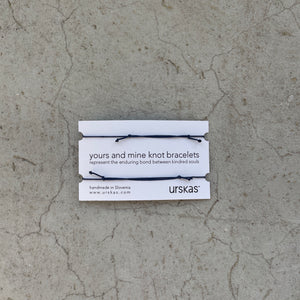 yours and mine knot bracelets
represent the enduring bond between kindred souls
handmade in Slovenia
www.urskas.com
urskas